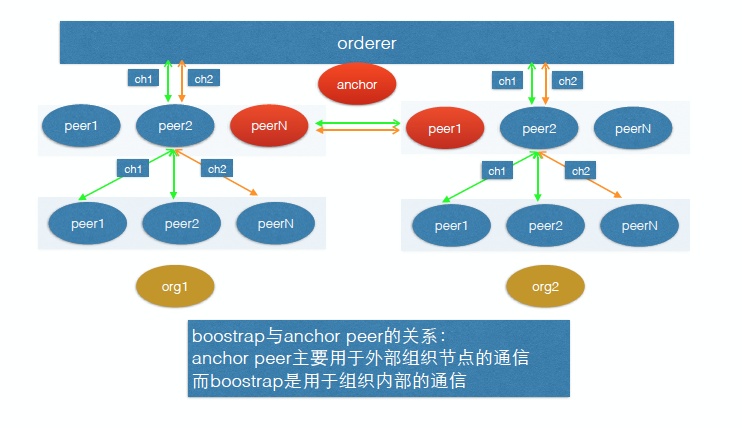 orderer
ch1
ch2
anchor
ch1
ch2
peer1
peer2
peerN
peer1
peer2
peerN
ch1
ch2
ch1
ch2
peer1
peer2
peerN
peer1
peer2
peerN
org1
org2
boostrap与anchor peer的关系：
anchor peer主要用于外部组织节点的通信
而boostrap是用于组织内部的通信